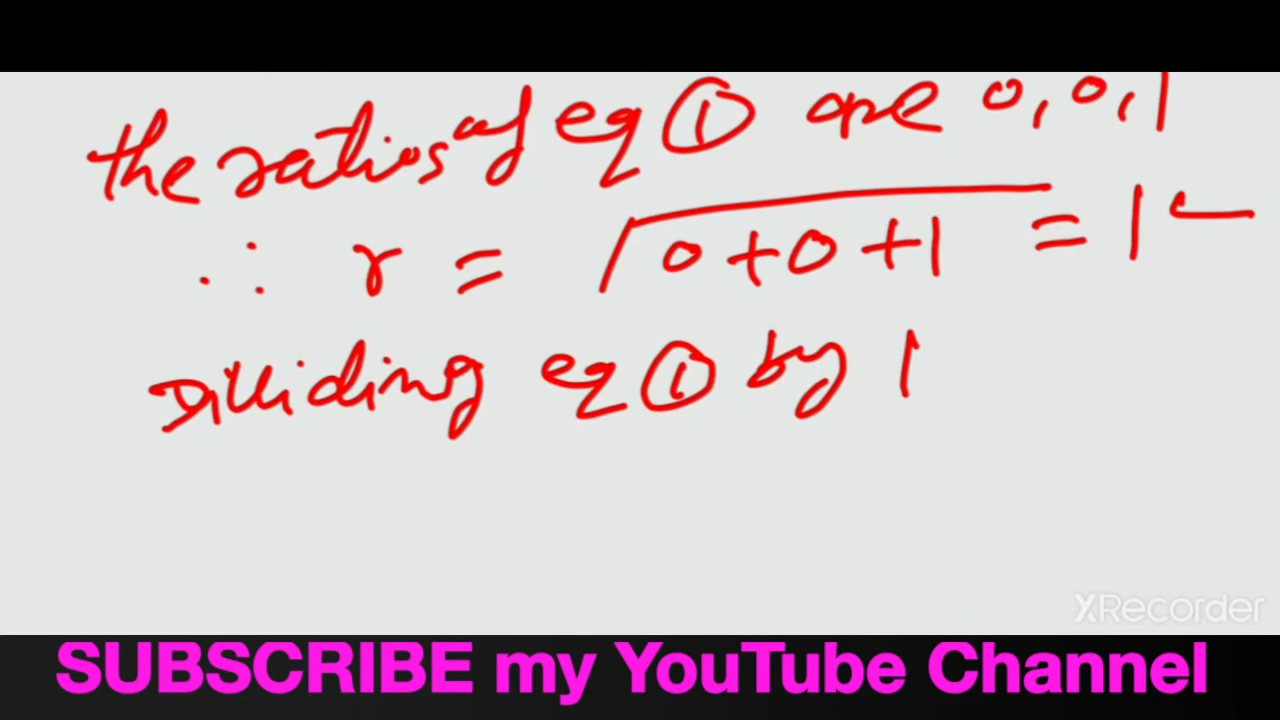 the ratios of eq ① are 0, 0, 1
∴ r = √0+0+1 = 1
Dividing eq ① by 1
XRecorder
SUBSCRIBE my YouTube Channel